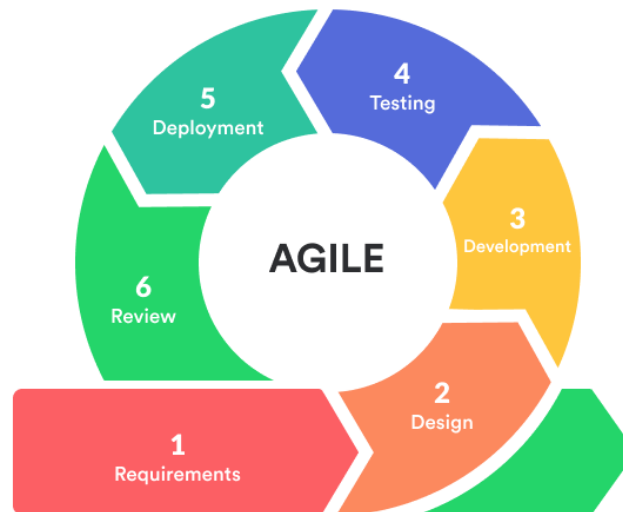 AGILE
1
Requirements
2
Design
3
Development
4
Testing
5
Deployment
6
Review